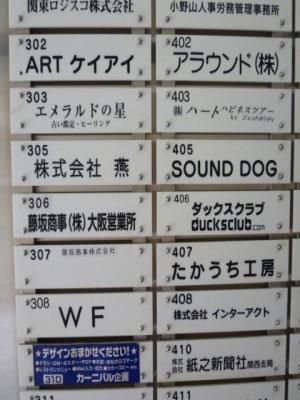 関東ロジスコ株式会社
小野山人事労務管理事務所
302
ART ケイアイ
402
アラウンド(株)
303
エメラルドの星
占い鑑定・ヒーリング
403
㈱ ハート ハピネスツアー
305
株式会社 燕
405
SOUND DOG
306
藤坂商事(株)大阪営業所
406
ダックスクラブ
ducksclub.com
307
藤坂商事株式会社
407
たかうち工房
308
WF
408
株式会社 インターアクト
★デザインおまかせください!★
310 カーニバル企画
410
株式会社 紙之新聞社 関西支局
311
411